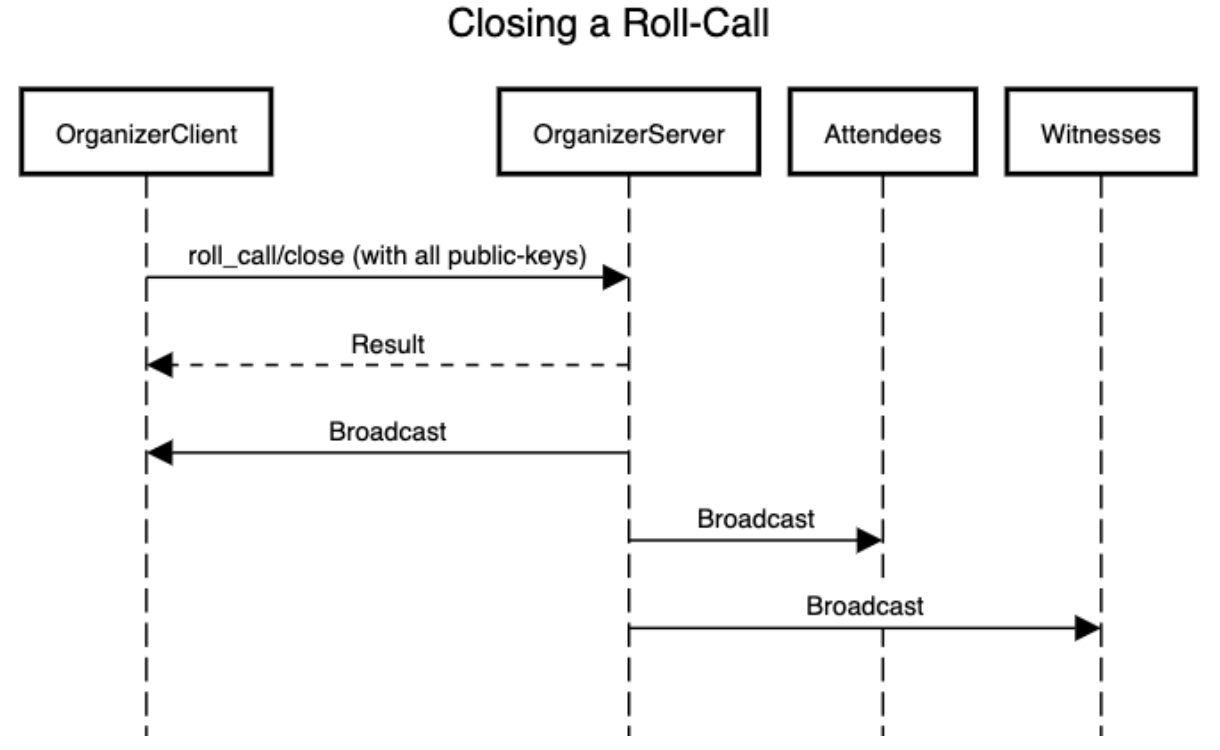 Closing a Roll-Call
OrganizerClient
OrganizerServer
Attendees
Witnesses
roll_call/close (with all public-keys)
Result
Broadcast
Broadcast
Broadcast